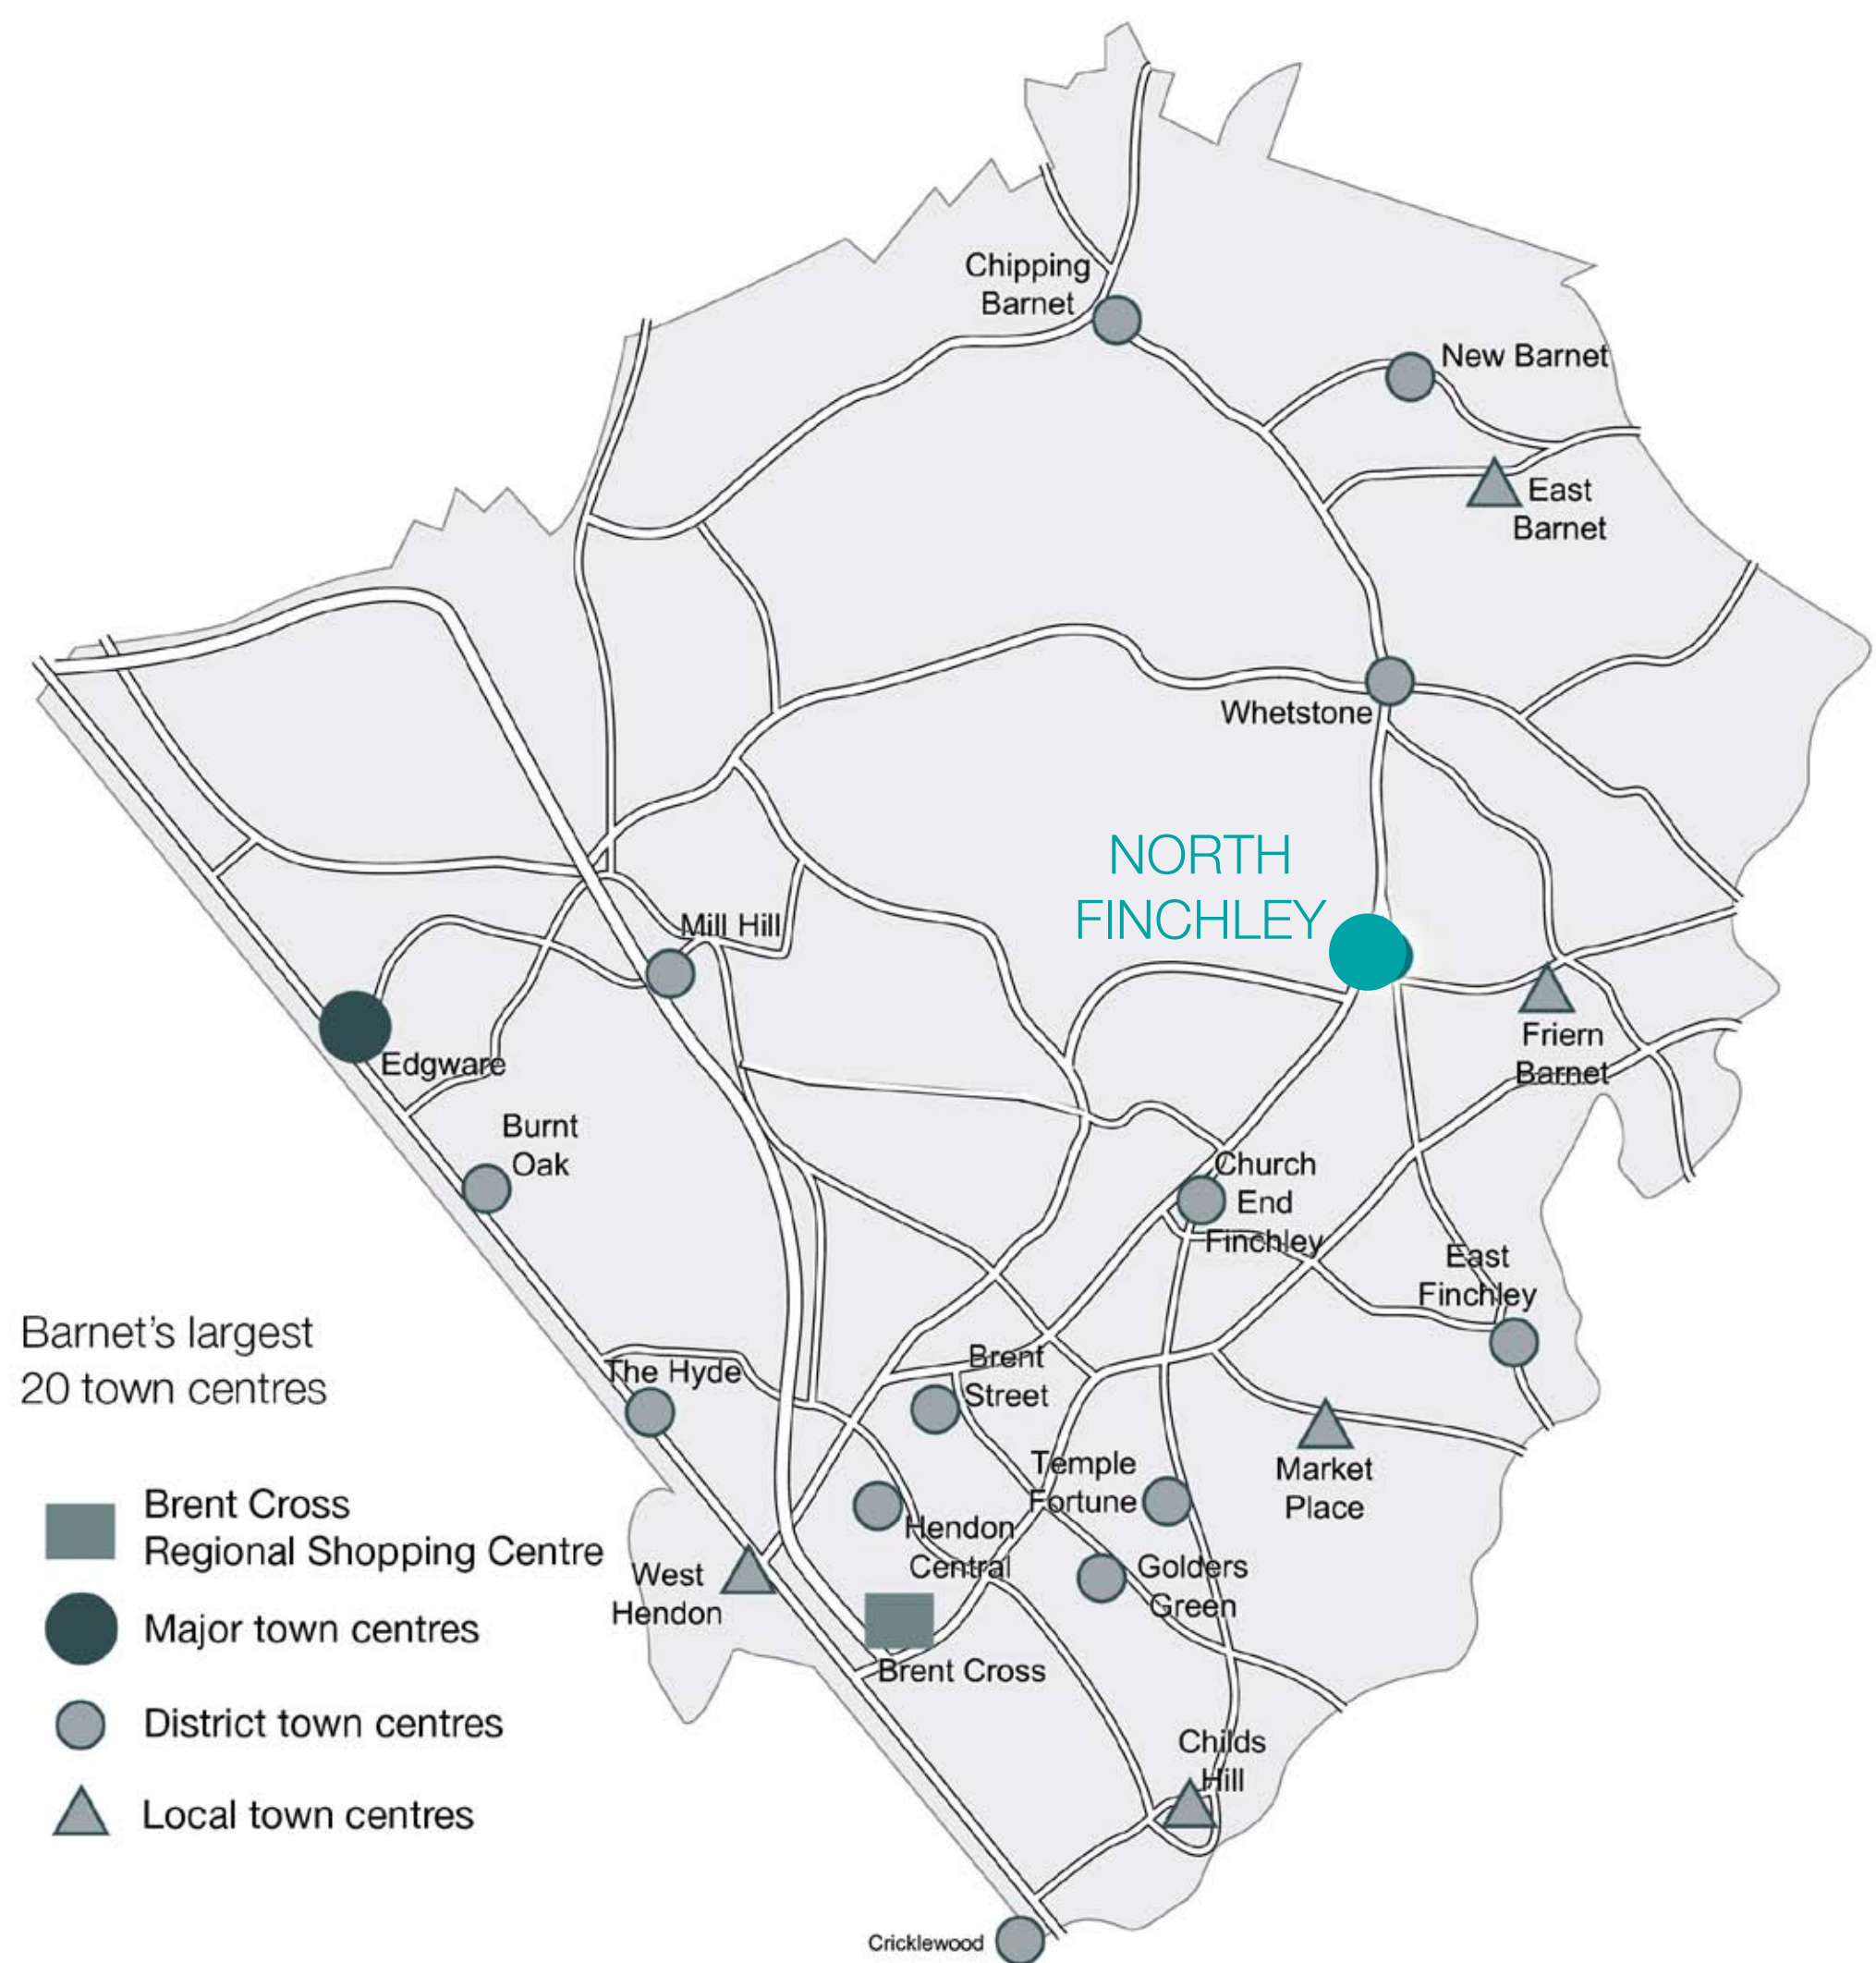 Chipping
Barnet
New Barnet
East
Barnet
Whetstone
NORTH
FINCHLEY
Mill Hill
Friern
Barnet
Edgware
Burnt
Oak
Church
End
Finchley
East
Finchley
Barnet's largest
20 town centres
The Hyde
Brent
Street
Temple
Fortune
Market
Place
Hendon
Central
West
Hendon
Golders
Green
Brent Cross
Childs
Hill
Cricklewood
Brent Cross
Regional Shopping Centre
Major town centres
District town centres
Local town centres